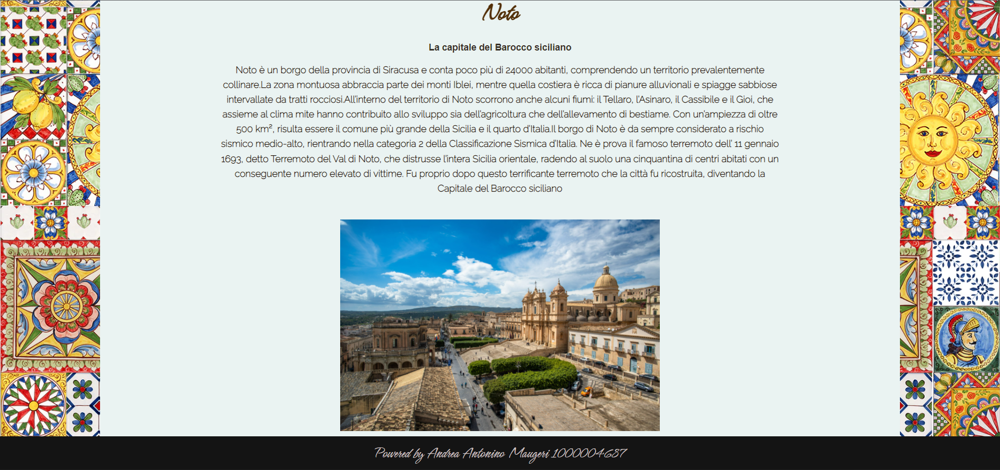 Noto
La capitale del Barocco siciliano
Noto è un borgo della provincia di Siracusa e conta poco più di 24000 abitanti, comprendendo un territorio prevalentemente
collinare.La zona montuosa abbraccia parte dei monti Iblei, mentre quella costiera è ricca di pianure alluvionali e spiagge sabbiose
intervallate da tratti rocciosi.All'interno del territorio di Noto scorrono anche alcuni fiumi: il Tellaro, l'Asinaro, il Cassibile e il Gioi, che
assieme al clima mite hanno contribuito allo sviluppo sia dell'agricoltura che dell'allevamento di bestiame. Con un'ampiezza di oltre
500 km², risulta essere il comune più grande della Sicilia e il quarto d'Italia.Il borgo di Noto è da sempre considerato a rischio
sismico medio-alto, rientrando nella categoria 2 della Classificazione Sismica d'Italia. Ne è prova il famoso terremoto dell' 11 gennaio
1693, detto Terremoto del Val di Noto, che distrusse l'intera Sicilia orientale, radendo al suolo una cinquantina di centri abitati con un
conseguente numero elevato di vittime. Fu proprio dopo questo terrificante terremoto che la città fu ricostruita, diventando la
Capitale del Barocco siciliano
Powered by Andrea Antonino Maugeri 1000004687